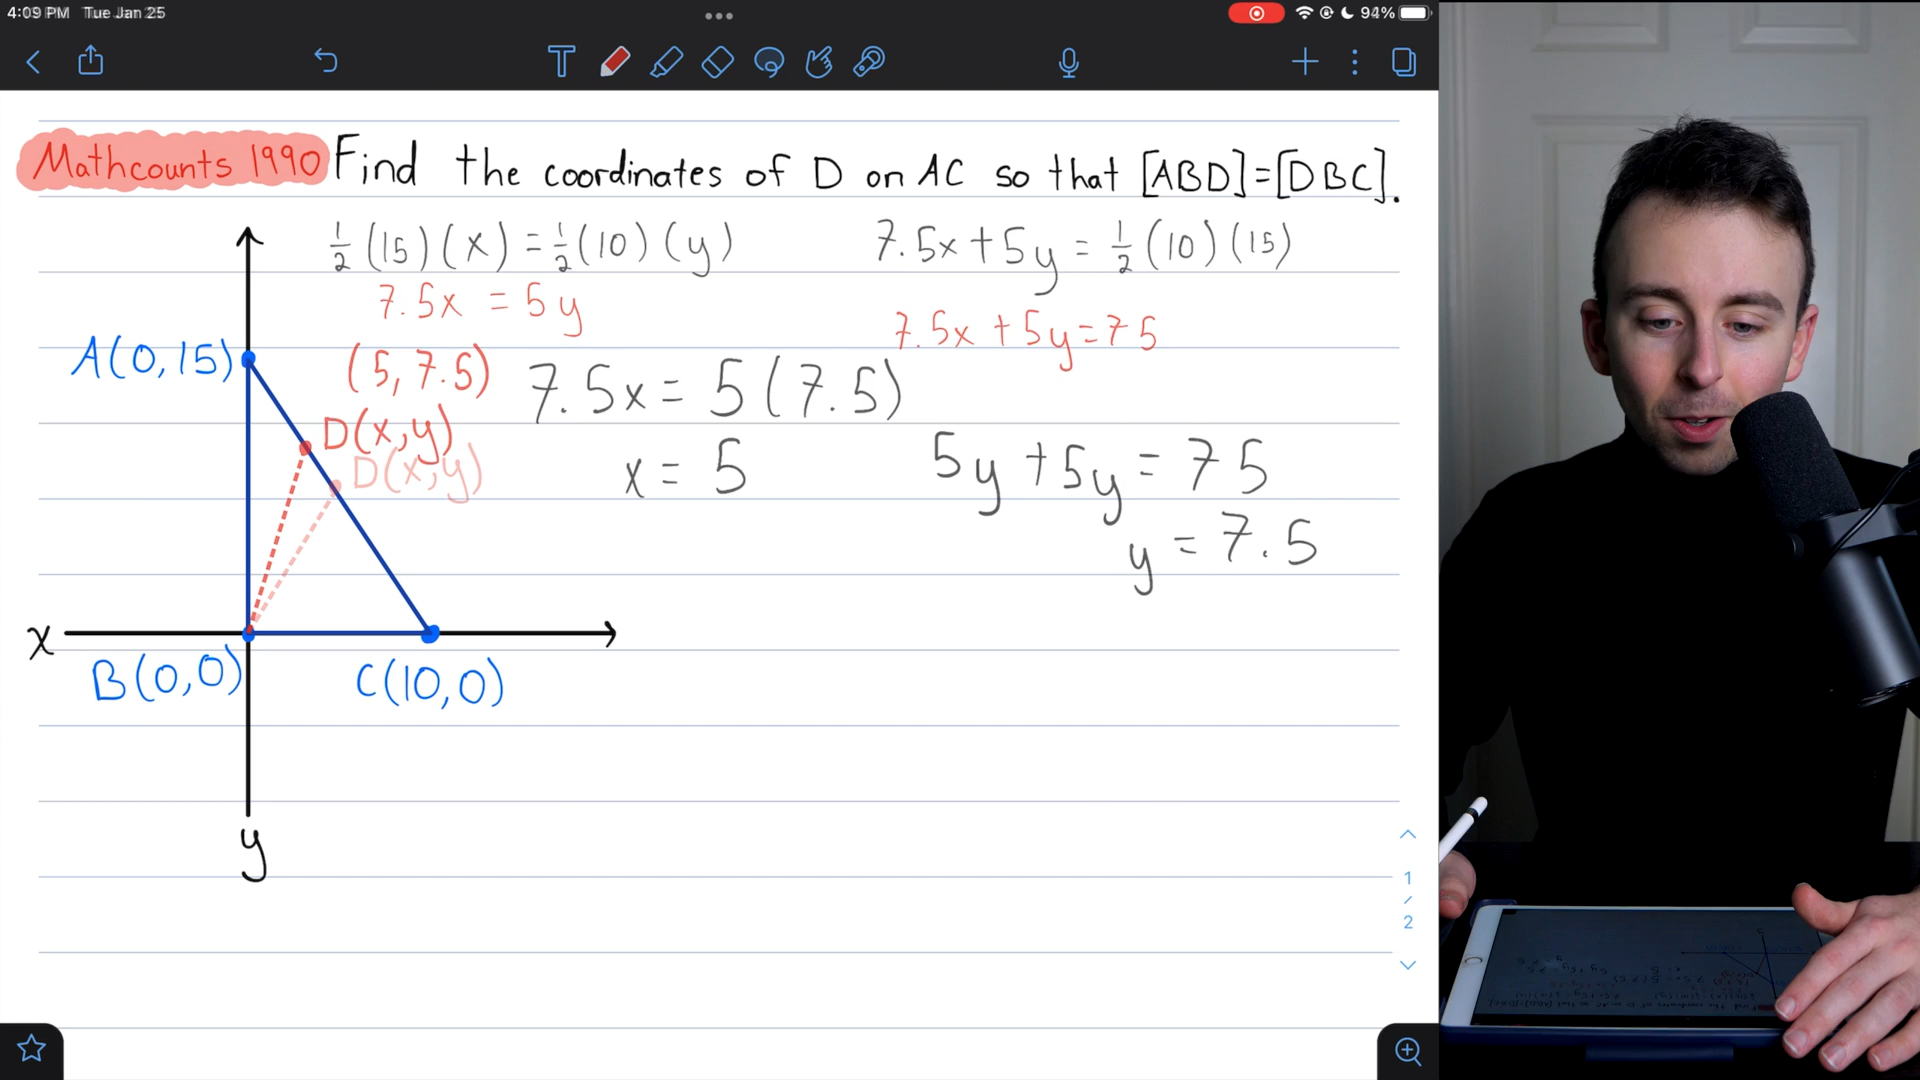 4:09 PM Tue Jan 25
94%
Mathcounts 1990 Find the coordinates of D on AC so that [ABD]=[DBC].
1/2 (15)(x) = 1/2 (10)(y)
7.5x + 5y = 1/2 (10)(15)
7.5x = 5y
7.5x + 5y = 75
A(0,15)
(5, 7.5)
7.5x = 5(7.5)
D(x,y)
D(x,y)
x = 5
5y + 5y = 75
y = 7.5
x
B(0,0)
C(10,0)
y
1
/
2